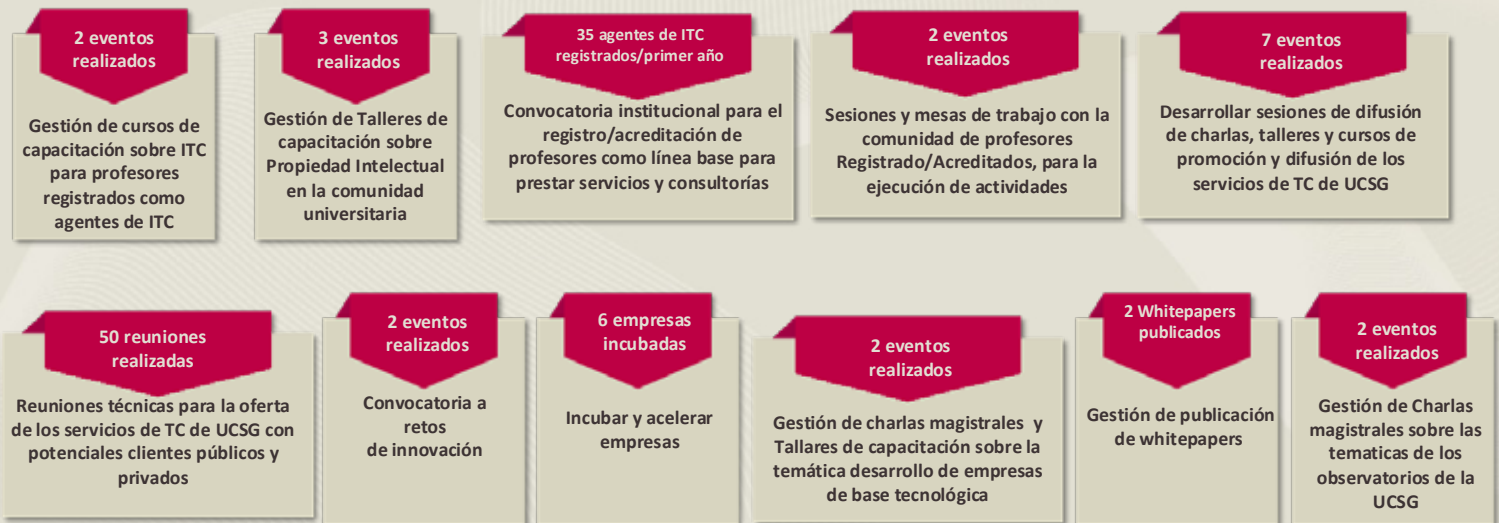 2 eventos
realizados
Gestión de cursos de
capacitación sobre ITC
para profesores
registrados como
agentes de ITC
3 eventos
realizados
Gestión de Talleres de
capacitación sobre
Propiedad Intelectual
en la comunidad
universitaria
35 agentes de ITC
registrados/primer año
Convocatoria institucional para el
registro/acreditación de
profesores como línea base para
prestar servicios y consultorías
2 eventos
realizados
Sesiones y mesas de trabajo con la
comunidad de profesores
Registrado/Acreditados, para la
ejecución de actividades
7 eventos
realizados
Desarrollar sesiones de difusión
de charlas, talleres y cursos de
promoción y difusión de los
servicios de TC de UCSG
50 reuniones
realizadas
Reuniones técnicas para la oferta
de los servicios de TC de UCSG con
potenciales clientes públicos y
privados
2 eventos
realizados
Convocatoria a
retos
de innovación
6 empresas
incubadas
Incubar y acelerar
empresas
2 eventos
realizados
Gestión de charlas magistrales y
Tallares de capacitación sobre la
temática desarrollo de empresas
de base tecnológica
2 Whitepapers
publicados
Gestión de publicación
de whitepapers
2 eventos
realizados
Gestión de Charlas
magistrales sobre las
tematicas de los
observatorios de la
UCSG